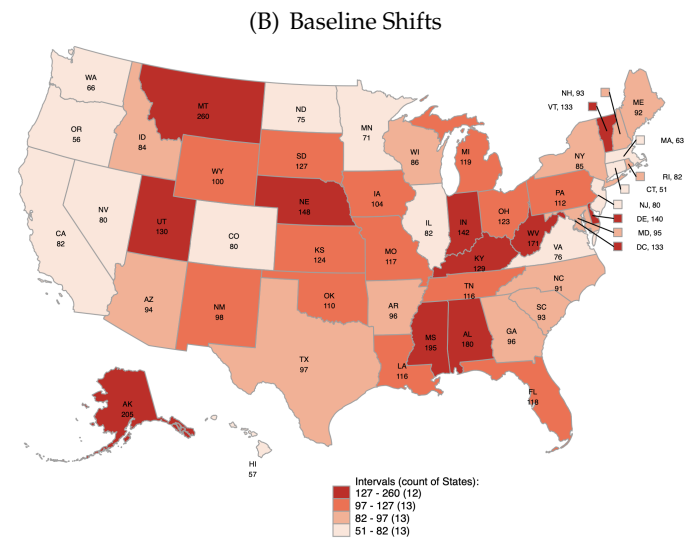 (B) Baseline Shifts
WA
66
OR
56
CA
82
NV
80
ID
84
MT
260
WY
100
UT
130
CO
80
AZ
94
NM
98
ND
75
SD
127
NE
148
KS
124
OK
110
TX
97
MN
71
IA
104
MO
117
AR
96
LA
116
WI
86
IL
82
MI
119
IN
142
OH
123
KY
129
TN
116
MS
195
AL
180
GA
96
FL
118
SC
93
NC
91
VA
76
WV
171
PA
112
NY
85
ME
92
NH, 93
VT, 133
MA, 63
RI, 82
CT, 51
NJ, 80
DE, 140
MD, 95
DC, 133
AK
205
HI
57
Intervals (count of States):
127 - 260 (12)
97 - 127 (13)
82 - 97 (13)
51 - 82 (13)